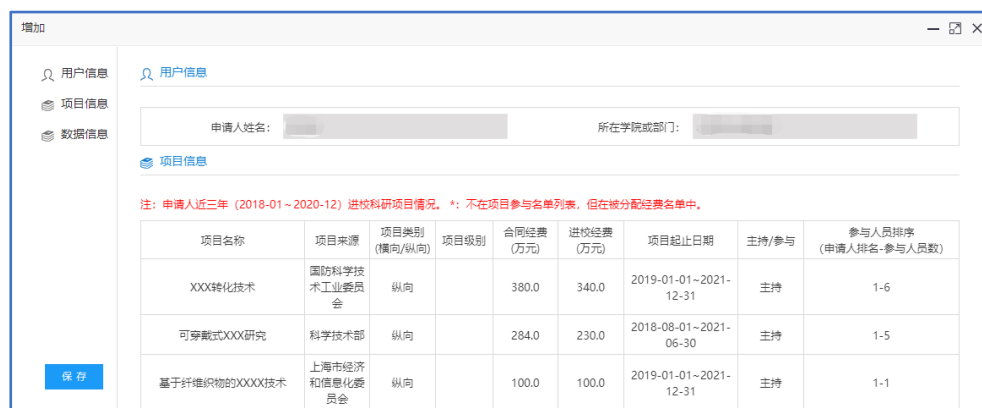 增加
用户信息
项目信息
数据信息
保存
用户信息
申请人姓名：
所在学院或部门：
项目信息
注：申请人近三年（2018-01～2020-12）进校科研项目情况。 *：不在项目参与名单列表，但在被分配经费名单中。
项目名称 项目来源 项目类别 (横向/纵向) 项目级别 合同经费 (万元) 进校经费 (万元) 项目起止日期 主持/参与 参与人员排序 (申请人排名-参与人员数)
XXX转化技术 国防科学技术工业委员会 纵向 380.0 340.0 2019-01-01~2021-12-31 主持 1-6
可穿戴式XXX研究 科学技术部 纵向 284.0 230.0 2018-08-01~2021-06-30 主持 1-5
基于纤维织物的XXXX技术 上海市经济和信息化委员会 纵向 100.0 100.0 2019-01-01~2021-12-31 主持 1-1